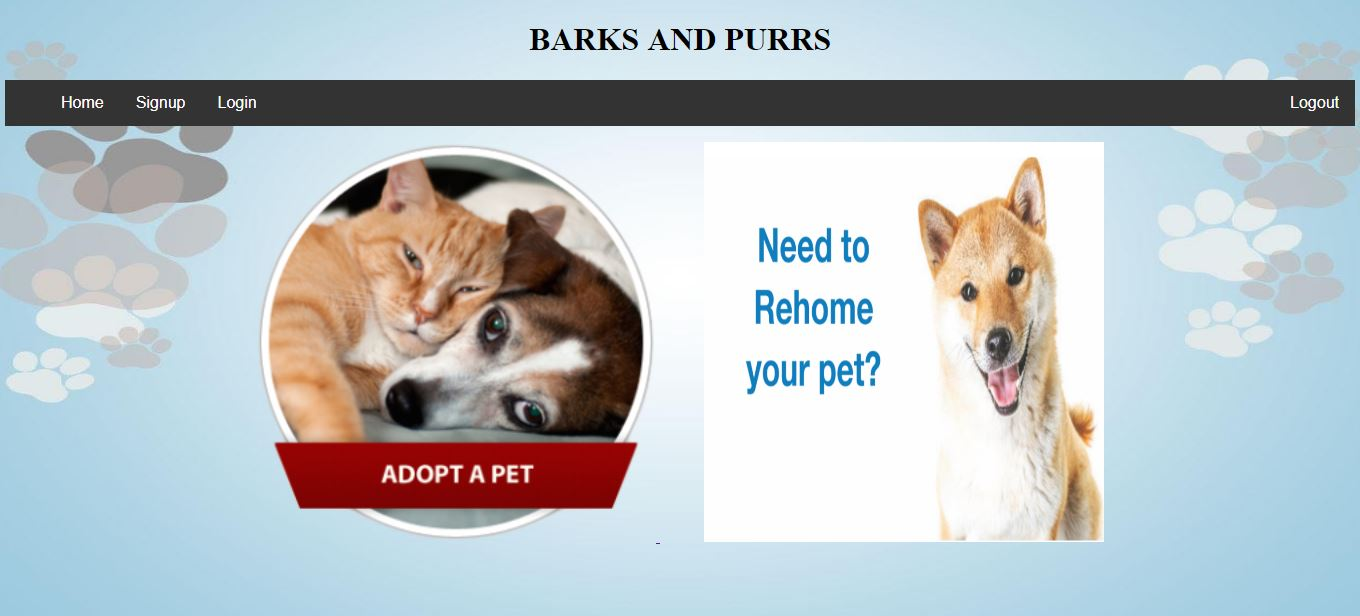 BARKS AND PURRS
Home Signup Login Logout
Need to
Rehome
your pet?
ADOPT A PET